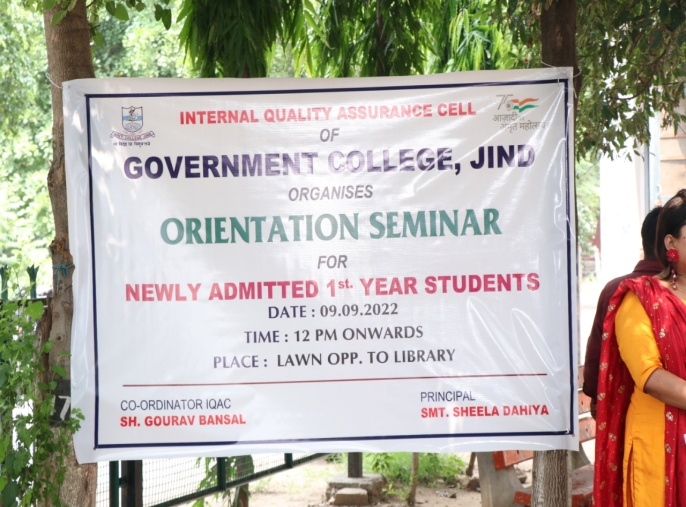 INTERNAL QUALITY ASSURANCE CELL
OF
GOVERNMENT COLLEGE, JIND
ORGANISES
ORIENTATION SEMINAR
FOR
NEWLY ADMITTED 1st. YEAR STUDENTS
DATE : 09.09.2022
TIME : 12 PM ONWARDS
PLACE : LAWN OPP. TO LIBRARY
CO-ORDINATOR IQAC
SH. GOURAV BANSAL
PRINCIPAL
SMT. SHEELA DAHIYA
75
आज़ादी का
अमृत महोत्सव
7